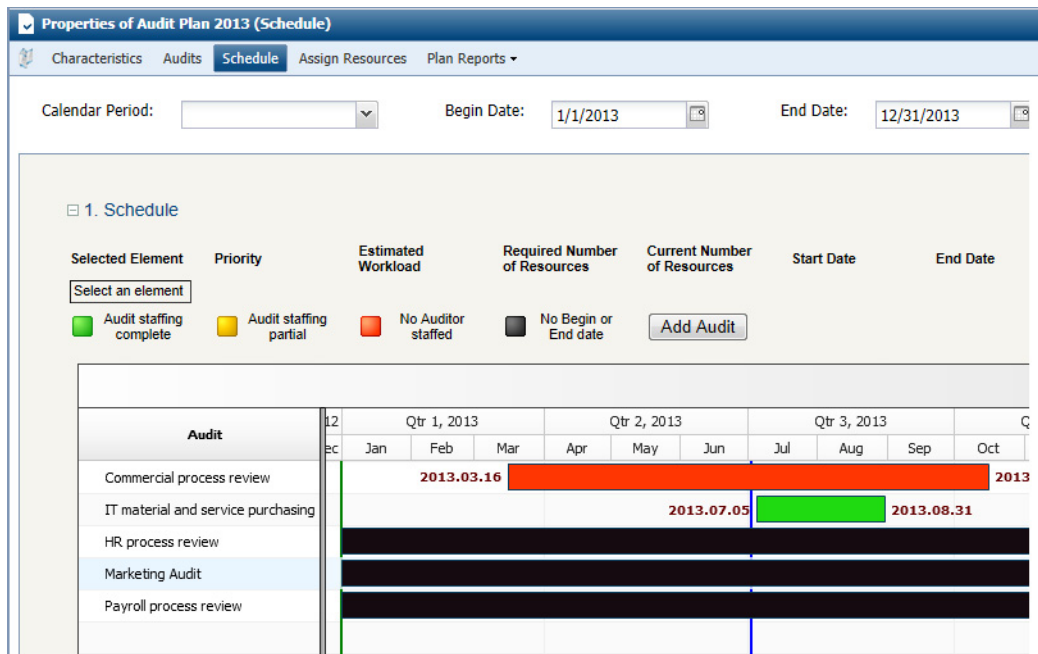 Properties of Audit Plan 2013 (Schedule)
Characteristics Audits Schedule Assign Resources Plan Reports
Calendar Period: Begin Date: 1/1/2013 End Date: 12/31/2013
1. Schedule
Selected Element Priority Estimated Workload Required Number of Resources Current Number of Resources Start Date End Date
Select an element
Audit staffing complete Audit staffing partial No Auditor staffed No Begin or End date Add Audit
Audit
12 Qtr 1, 2013 Qtr 2, 2013 Qtr 3, 2013 Q
ec Jan Feb Mar Apr May Jun Jul Aug Sep Oct
Commercial process review 2013.03.16 2013
IT material and service purchasing 2013.07.05 2013.08.31
HR process review
Marketing Audit
Payroll process review